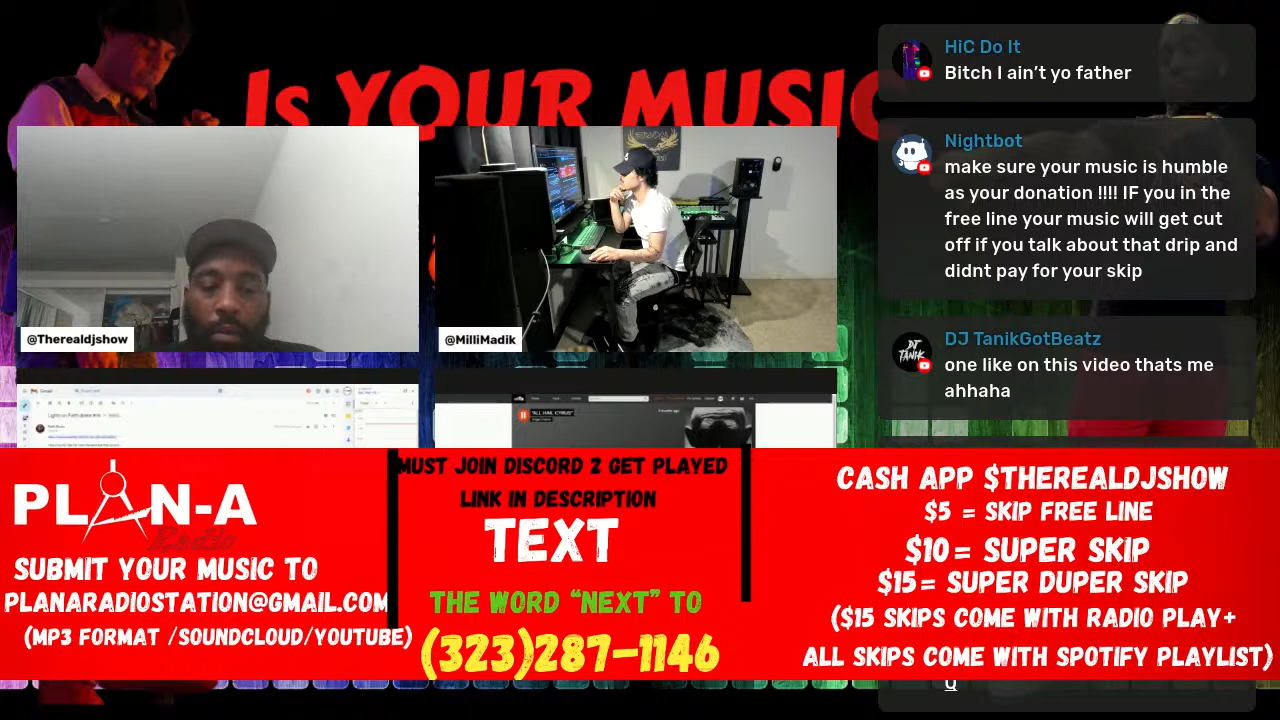 Is YOUR MUSIC
HiC Do It
Bitch I ain't yo father
Nightbot
make sure your music is humble
as your donation !!!! IF you in the
free line your music will get cut
off if you talk about that drip and
didnt pay for your skip
DJ TanikGotBeatz
one like on this video thats me
ahhaha
@Therealdjshow
@MilliMadik
Gmail
"ALL HAIL ICYRUS"
PLAN-A
Radio
SUBMIT YOUR MUSIC TO
PLANARADIOSTATION@GMAIL.COM
(MP3 FORMAT /SOUNDCLOUD/YOUTUBE)
MUST JOIN DISCORD 2 GET PLAYED
LINK IN DESCRIPTION
TEXT
THE WORD "NEXT" TO
(323)287-1146
CASH APP $THEREALDJSHOW
$5 = SKIP FREE LINE
$10= SUPER SKIP
$15= SUPER DUPER SKIP
($15 SKIPS COME WITH RADIO PLAY+
ALL SKIPS COME WITH SPOTIFY PLAYLIST)
Q